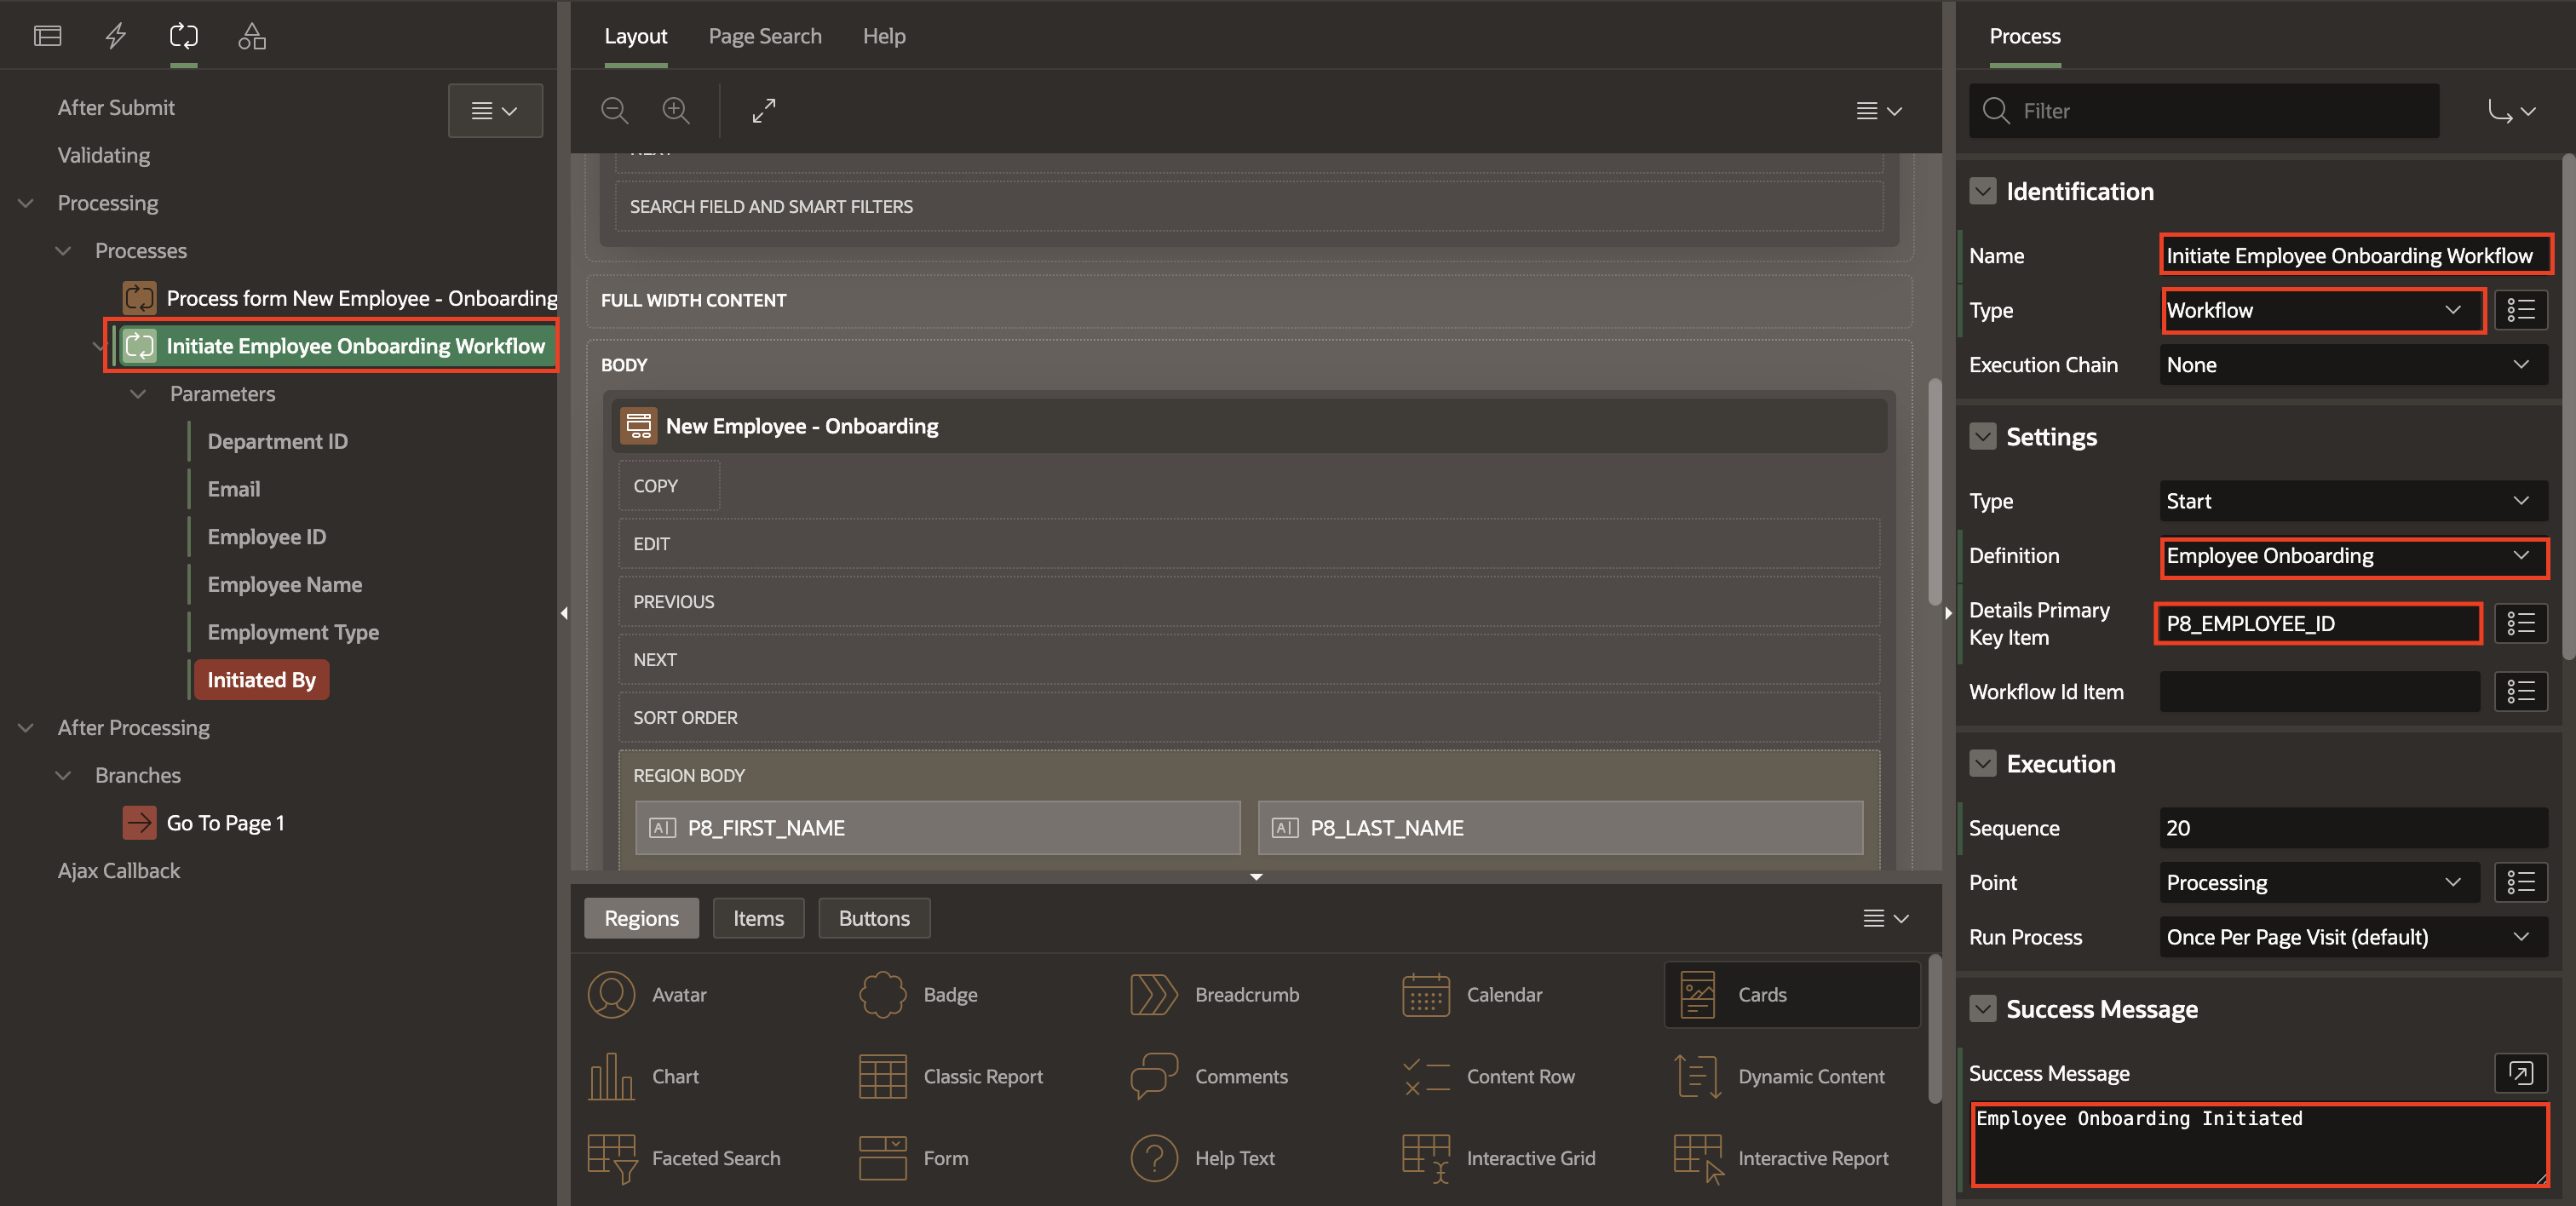 After Submit
Validating
Processing
Processes
Process form New Employee - Onboarding
Initiate Employee Onboarding Workflow
Parameters
Department ID
Email
Employee ID
Employee Name
Employment Type
Initiated By
After Processing
Branches
Go To Page 1
Ajax Callback
Layout
Page Search
Help
NEXT
SEARCH FIELD AND SMART FILTERS
FULL WIDTH CONTENT
BODY
New Employee - Onboarding
COPY
EDIT
PREVIOUS
NEXT
SORT ORDER
REGION BODY
P8_FIRST_NAME
P8_LAST_NAME
Regions
Items
Buttons
Avatar
Badge
Breadcrumb
Calendar
Cards
Chart
Classic Report
Comments
Content Row
Dynamic Content
Faceted Search
Form
Help Text
Interactive Grid
Interactive Report
Process
Filter
Identification
Name
Initiate Employee Onboarding Workflow
Type
Workflow
Execution Chain
None
Settings
Type
Start
Definition
Employee Onboarding
Details Primary
Key Item
P8_EMPLOYEE_ID
Workflow Id Item
Execution
Sequence
20
Point
Processing
Run Process
Once Per Page Visit (default)
Success Message
Success Message
Employee Onboarding Initiated